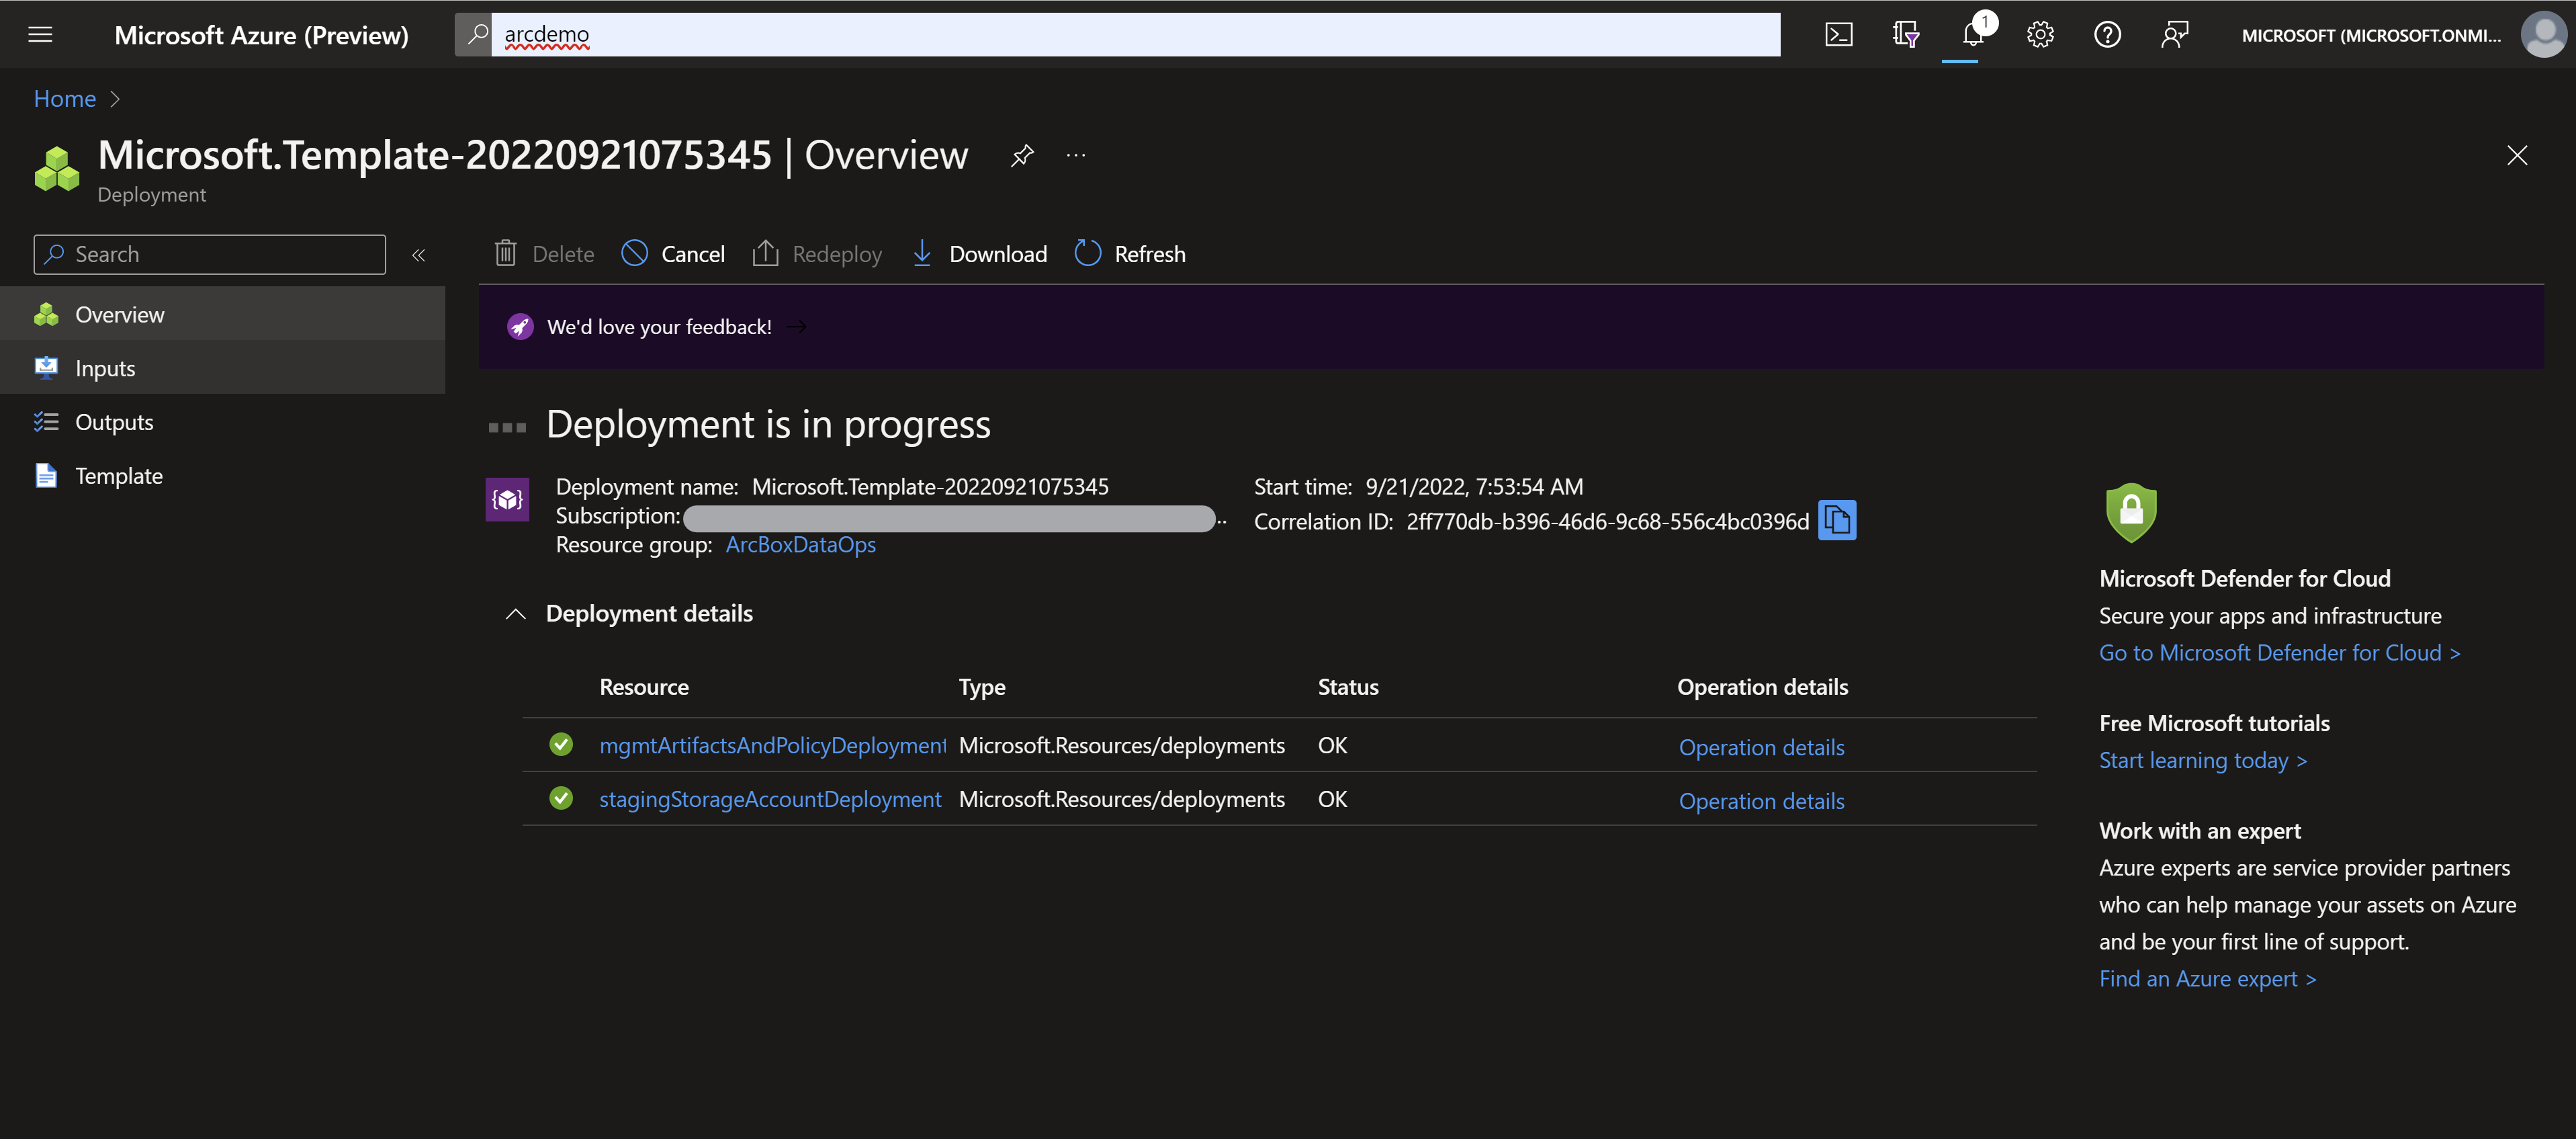 Microsoft Azure (Preview)
arcdemo
1
MICROSOFT (MICROSOFT.ONMI...
Home
Microsoft.Template-20220921075345 | Overview
Deployment
Search
Overview
Inputs
Outputs
Template
Delete
Cancel
Redeploy
Download
Refresh
We'd love your feedback!
Deployment is in progress
Deployment name: Microsoft.Template-20220921075345
Subscription: ..
Resource group: ArcBoxDataOps
Start time: 9/21/2022, 7:53:54 AM
Correlation ID: 2ff770db-b396-46d6-9c68-556c4bc0396d
Deployment details
Resource Type Status Operation details
mgmtArtifactsAndPolicyDeployment Microsoft.Resources/deployments OK Operation details
stagingStorageAccountDeployment Microsoft.Resources/deployments OK Operation details
Microsoft Defender for Cloud
Secure your apps and infrastructure
Go to Microsoft Defender for Cloud >
Free Microsoft tutorials
Start learning today >
Work with an expert
Azure experts are service provider partners
who can help manage your assets on Azure
and be your first line of support.
Find an Azure expert >